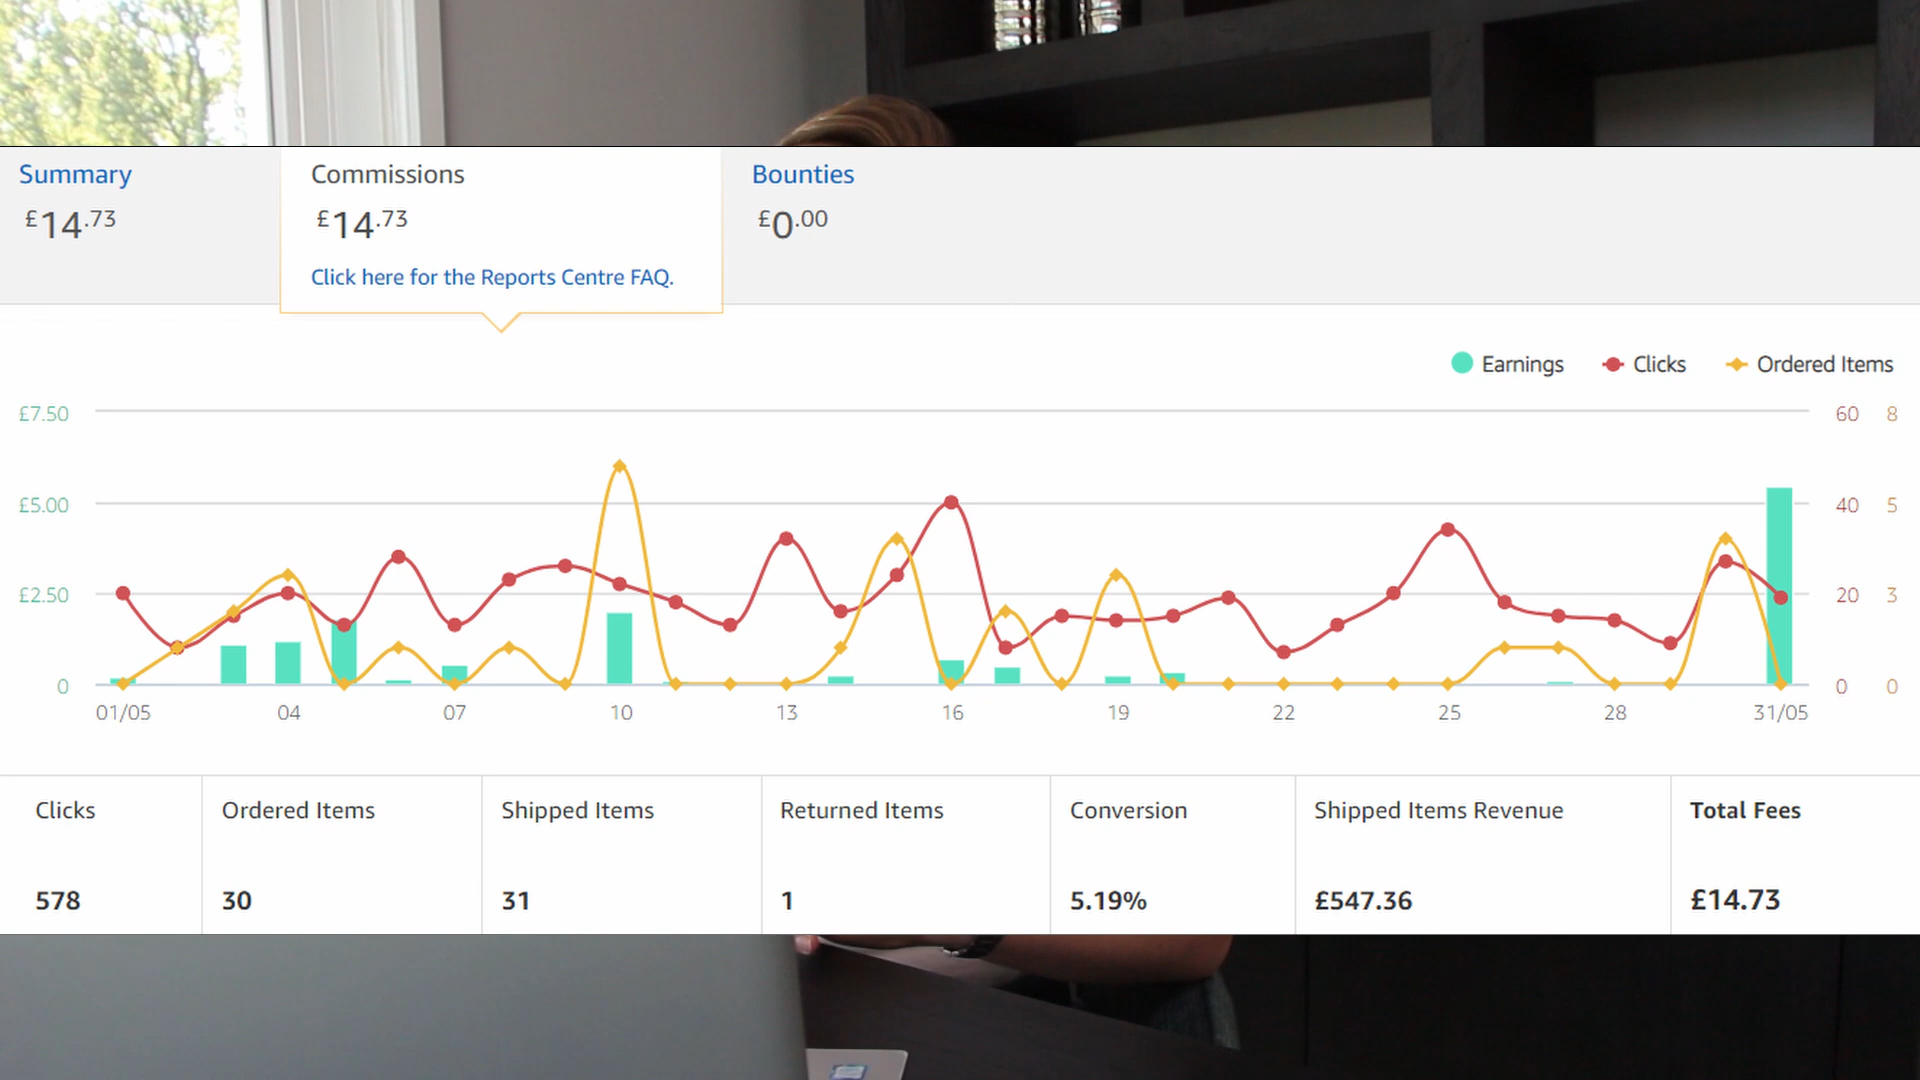 Summary
£14.73
Commissions
£14.73
Click here for the Reports Centre FAQ.
Bounties
£0.00
Earnings
Clicks
Ordered Items
£7.50
£5.00
£2.50
0
60 8
40 5
20 3
0 0
01/05 04 07 10 13 16 19 22 25 28 31/05
Clicks
578
Ordered Items
30
Shipped Items
31
Returned Items
1
Conversion
5.19%
Shipped Items Revenue
£547.36
Total Fees
£14.73